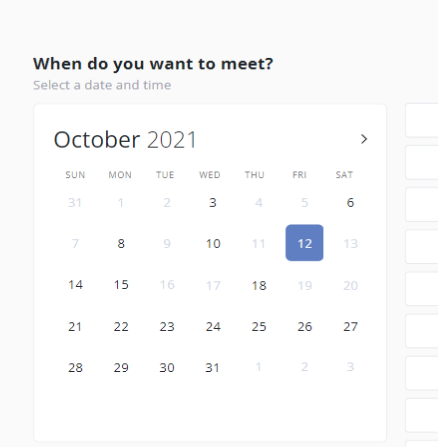 When do you want to meet?
Select a date and time
October 2021
SUN MON TUE WED THU FRI SAT
31 1 2 3 4 5 6
7 8 9 10 11 12 13
14 15 16 17 18 19 20
21 22 23 24 25 26 27
28 29 30 31 1 2 3